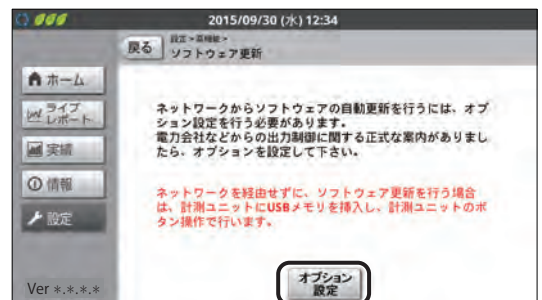 2015/09/30 (水) 12:34
戻る
設定 > 高機能 >
ソフトウェア更新
ホーム
ライブ
レポート
実績
情報
設定
Ver *.*.*.*
ネットワークからソフトウェアの自動更新を行うには、オプ
ション設定を行う必要があります。
電力会社などからの出力制御に関する正式な案内がありまし
たら、オプションを設定して下さい。
ネットワークを経由せずに、ソフトウェア更新を行う場合
は、計測ユニットにUSBメモリを挿入し、計測ユニットのボ
タン操作で行います。
オプション
設定